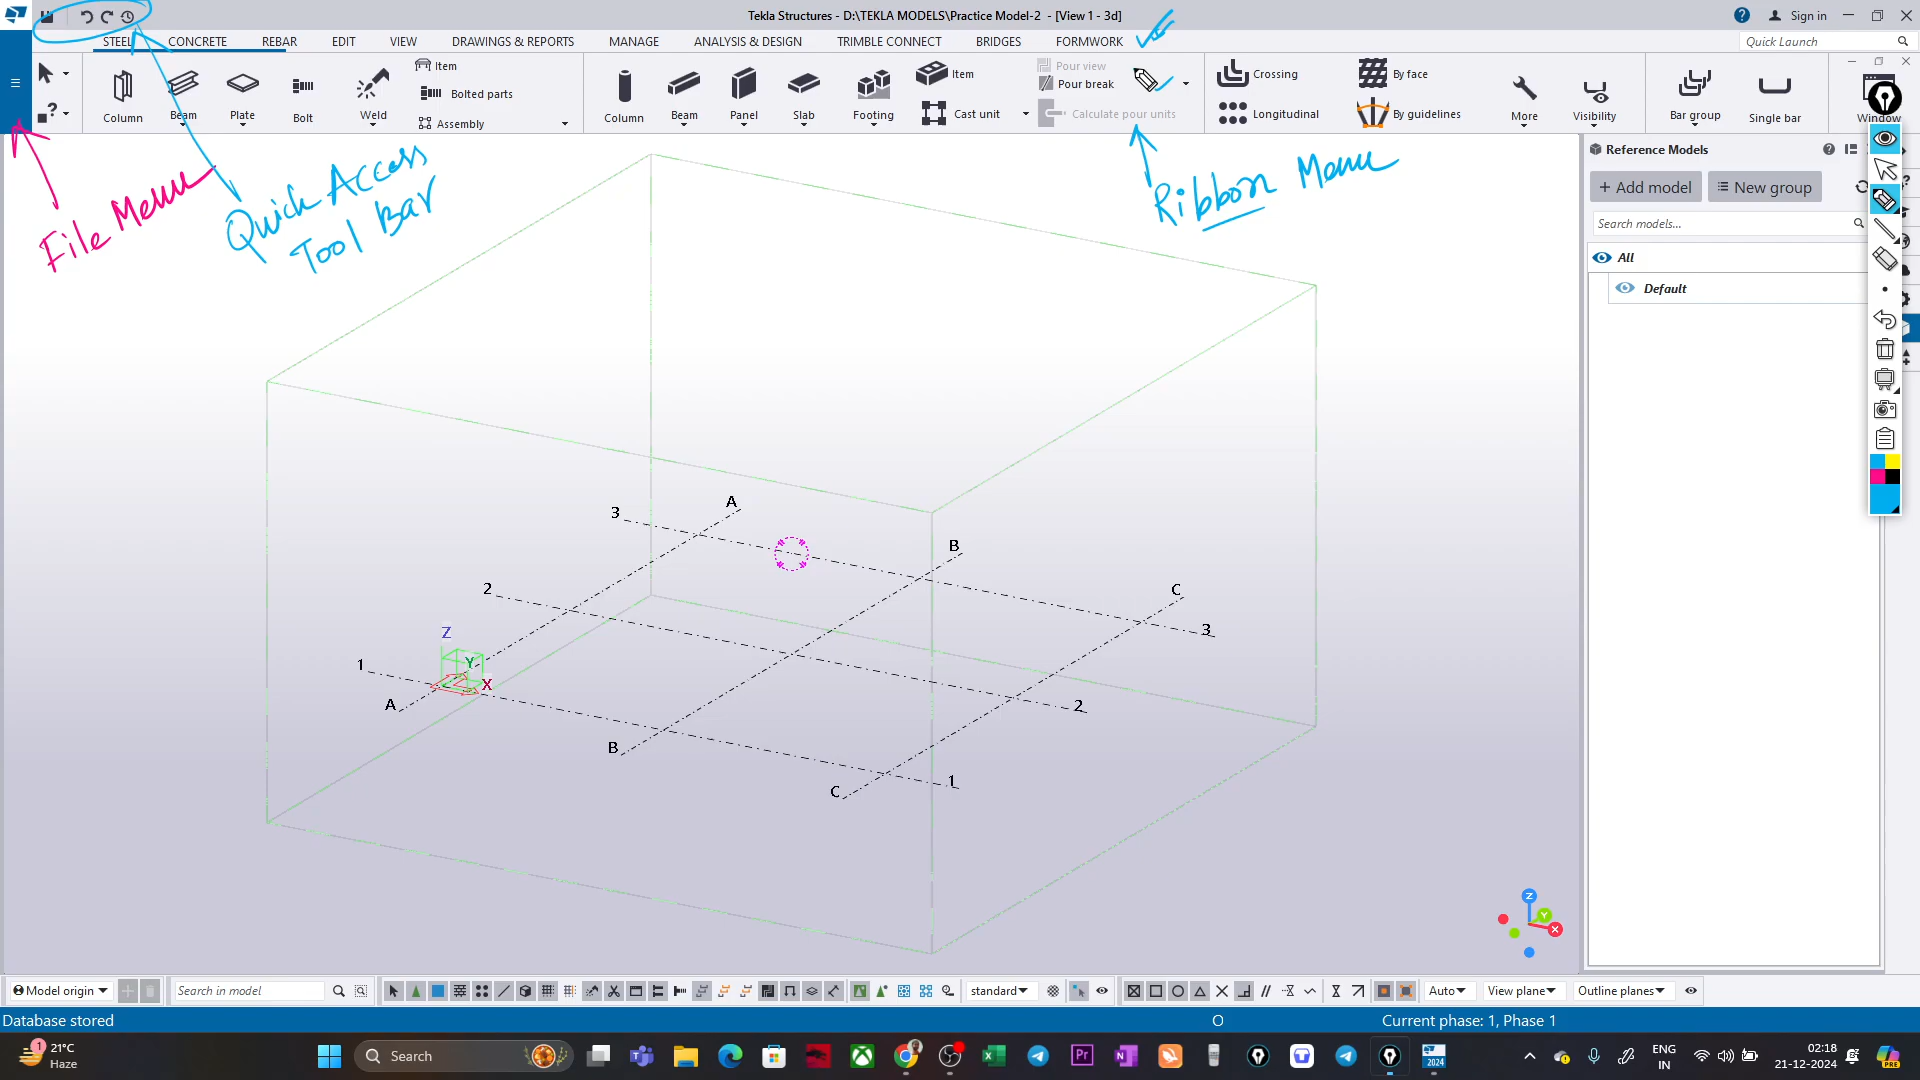 Tekla Structures - D:\TEKLA MODELS\Practice Model-2 - [View 1 - 3d]
Sign in
STEEL CONCRETE REBAR EDIT VIEW DRAWINGS & REPORTS MANAGE ANALYSIS & DESIGN TRIMBLE CONNECT BRIDGES FORMWORK
Quick Launch
Item
Bolted parts
Assembly
Column Beam Plate Bolt Weld
Column Beam Panel Slab Footing
Item
Cast unit
Pour view
Pour break
Calculate pour units
Crossing
Longitudinal
By face
By guidelines
More Visibility
Bar group Single bar
Window
File Menu
Quick Access
Tool Bar
Ribbon Menu
Reference Models
+ Add model
New group
Search models...
All
Default
A
3
B
2
C
3
Z
Y
1
X
A
2
B
1
C
Z
Y
X
Model origin
Search in model
standard
Auto
View plane
Outline planes
Database stored
O
Current phase: 1, Phase 1
1
21°C
Haze
Search
2024
ENG
IN
02:18
21-12-2024
PRE